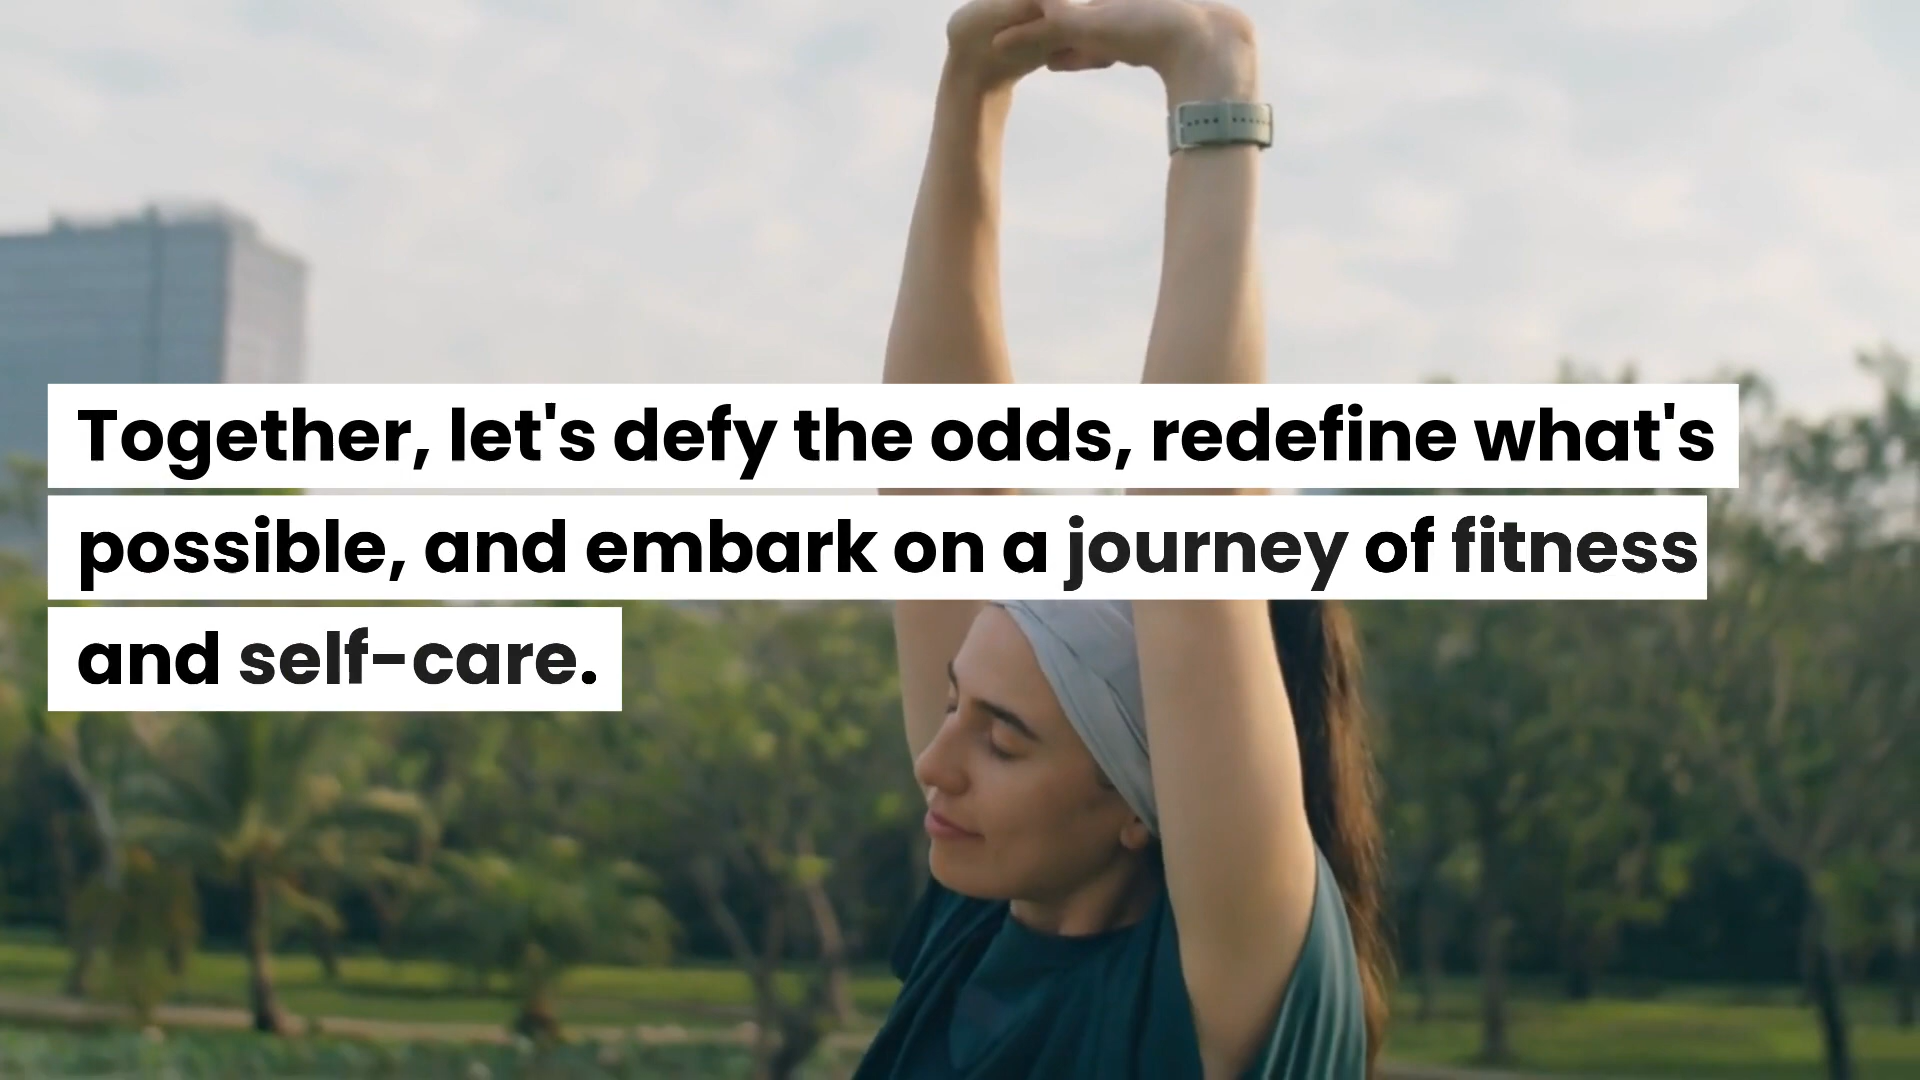 Together, let's defy the odds, redefine what's
possible, and embark on a journey of fitness
and self-care.